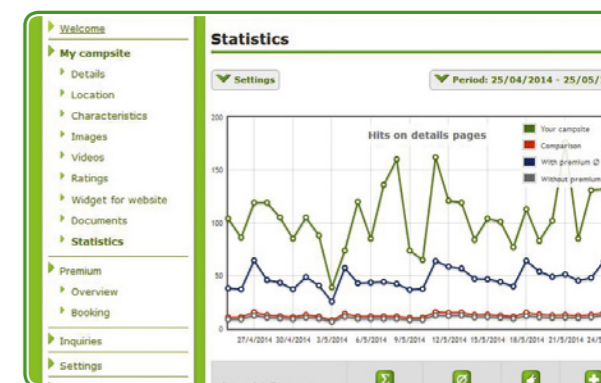 Welcome
My campsite
Details
Location
Characteristics
Images
Videos
Ratings
Widget for website
Documents
Statistics
Premium
Overview
Booking
Inquiries
Settings
Statistics
Settings
Period: 25/04/2014 - 25/05/
Hits on details pages
Your campsite
Comparison
With premium Ø
Without premium
200
150
100
50
0
27/4/2014 30/4/2014 3/5/2014 6/5/2014 9/5/2014 12/5/2014 15/5/2014 18/5/2014 21/5/2014 24/5
Σ Ø